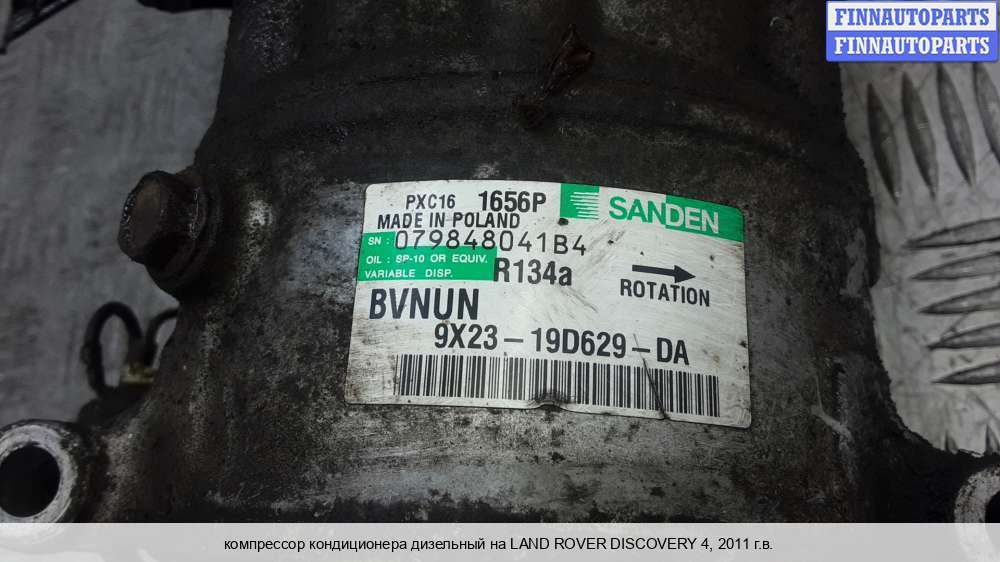 FINNAUTOPARTS
FINNAUTOPARTS
PXC16 1656P SANDEN
MADE IN POLAND
SN : 079848041B4
OIL : SP-10 OR EQUIV.
VARIABLE DISP. R134a
ROTATION
BVNUN
9X23-19D629-DA
компрессор кондиционера дизельный на LAND ROVER DISCOVERY 4, 2011 г.в.